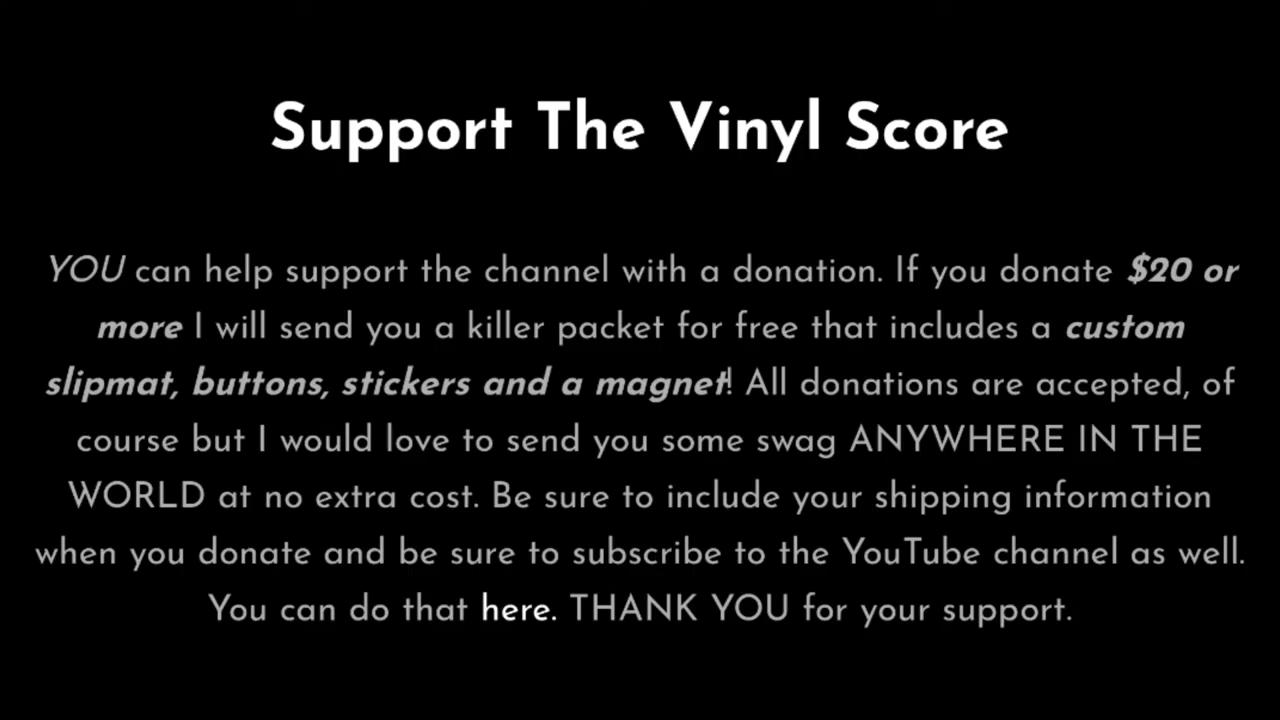 Support The Vinyl Score
YOU can help support the channel with a donation. If you donate $20 or
more I will send you a killer packet for free that includes a custom
slipmat, buttons, stickers and a magnet! All donations are accepted, of
course but I would love to send you some swag ANYWHERE IN THE
WORLD at no extra cost. Be sure to include your shipping information
when you donate and be sure to subscribe to the YouTube channel as well.
You can do that here. THANK YOU for your support.